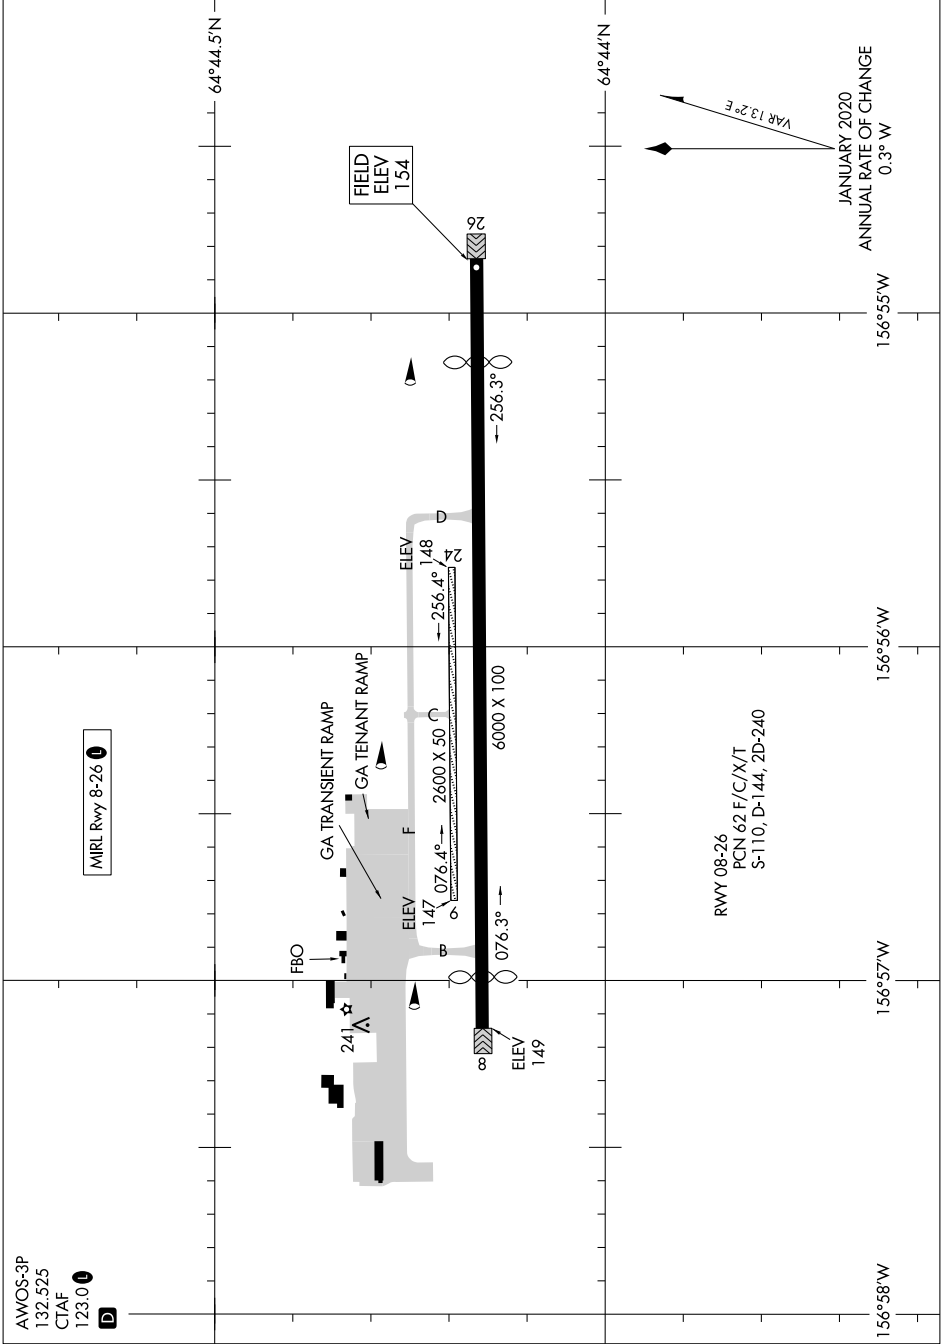 AWOS-3P
132.525
CTAF
123.0 L
D
MIRL Rwy 8-26 L
64°44.5'N
64°44'N
VAR 13.2° E
JANUARY 2020
ANNUAL RATE OF CHANGE
0.3° W
FIELD
ELEV
154
26
256.3°
D
ELEV
148
24
256.4°
GA TRANSIENT RAMP
GA TENANT RAMP
C
2600 X 50
6000 X 100
F
076.4°
ELEV
147
6
FBO
B
076.3°
241
8
ELEV
149
RWY 08-26
PCN 62 F/C/X/T
S-110, D-144, 2D-240
156°55'W
156°56'W
156°57'W
156°58'W